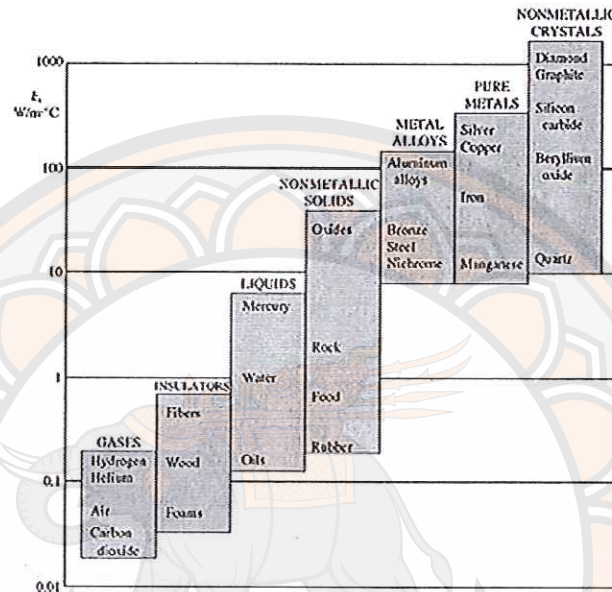 NONMETALLIC
CRYSTALS
Diamond
Graphite
Silicon
carbide
Beryllium
oxide
Quartz
PURE
METALS
Silver
Copper
Iron
Manganese
METAL
ALLOYS
Aluminum
alloys
Bronze
Steel
Nichrome
NONMETALLIC
SOLIDS
Oxides
Rock
Food
Rubber
LIQUIDS
Mercury
Water
Oils
INSULATORS
Fibers
Wood
Foams
GASES
Hydrogen
Helium
Air
Carbon
dioxide
k,
W/m·°C
1000
100
10
1
0.1
0.01